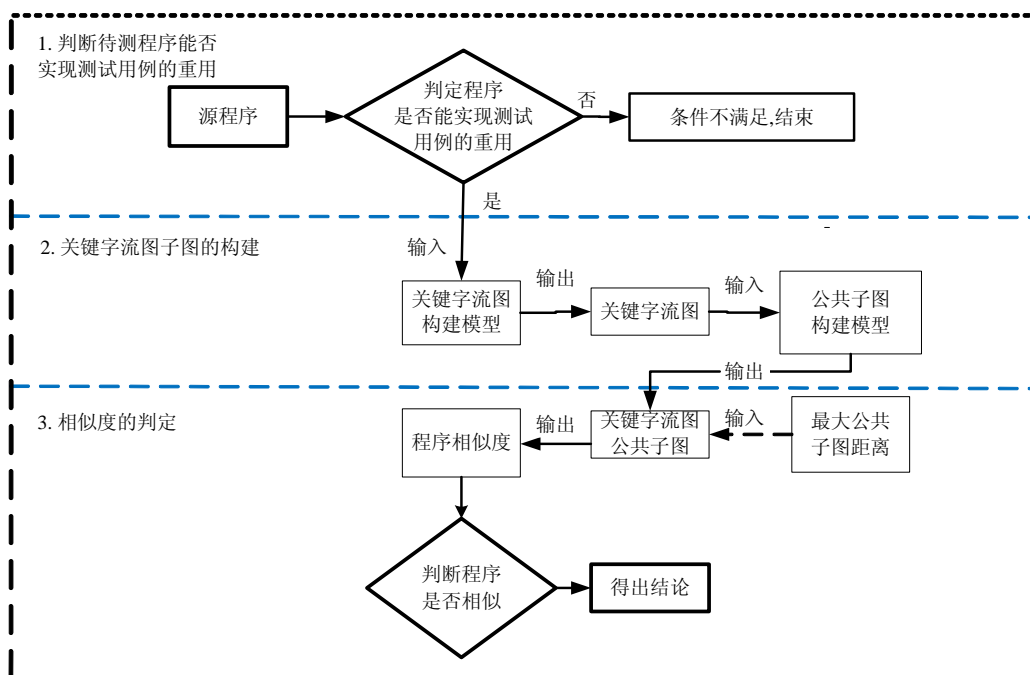 1. 判断待测程序能否
实现测试用例的重用
源程序
判定程序
是否能实现测试
用例的重用
否
条件不满足,结束
是
2. 关键字流图子图的构建
输入
关键字流图
构建模型
输出
关键字流图
输入
公共子图
构建模型
输出
3. 相似度的判定
程序相似度
输出
关键字流图
公共子图
输入
最大公共
子图距离
判断程序
是否相似
得出结论